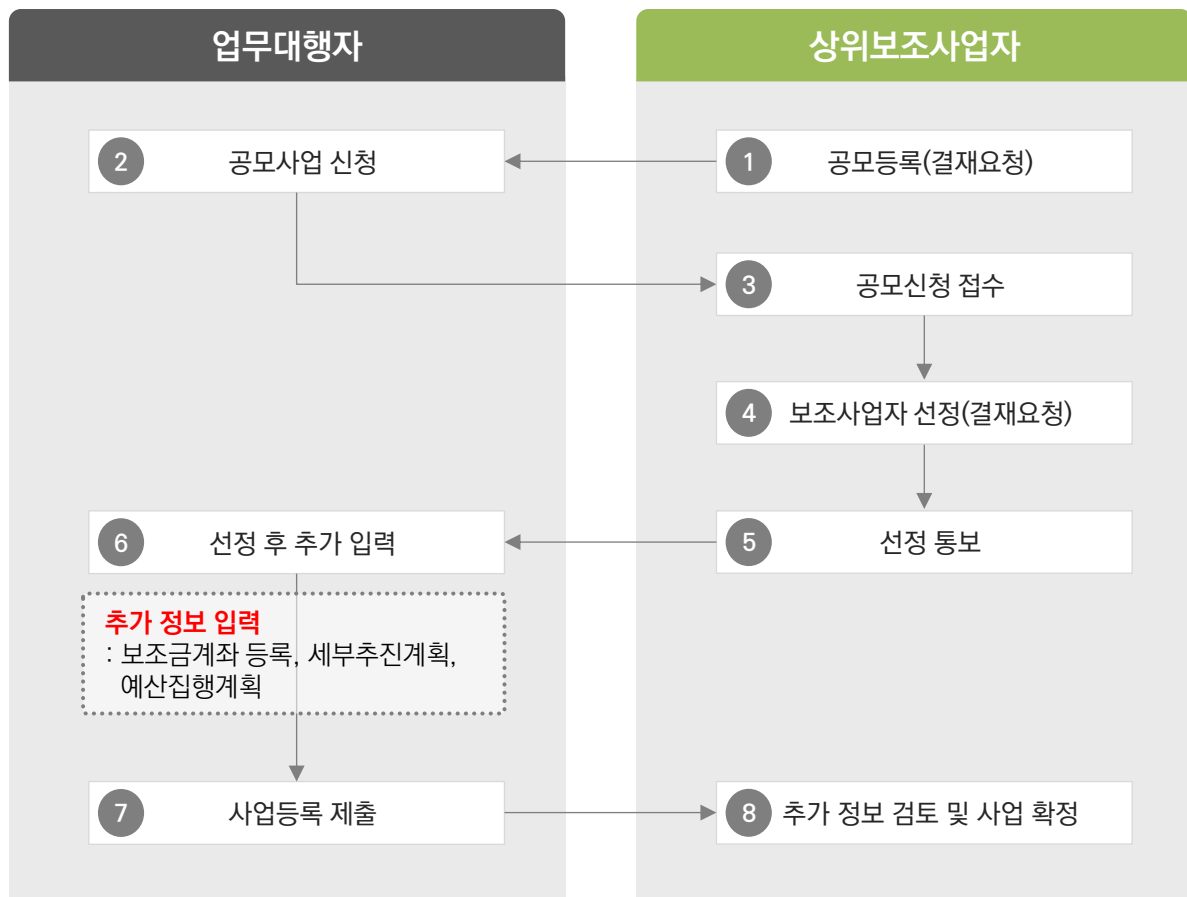 업무대행자
상위보조사업자
2 공모사업 신청
1 공모등록(결재요청)
3 공모신청 접수
4 보조사업자 선정(결재요청)
6 선정 후 추가 입력
5 선정 통보
추가 정보 입력
: 보조금계좌 등록, 세부추진계획,
예산집행계획
7 사업등록 제출
8 추가 정보 검토 및 사업 확정